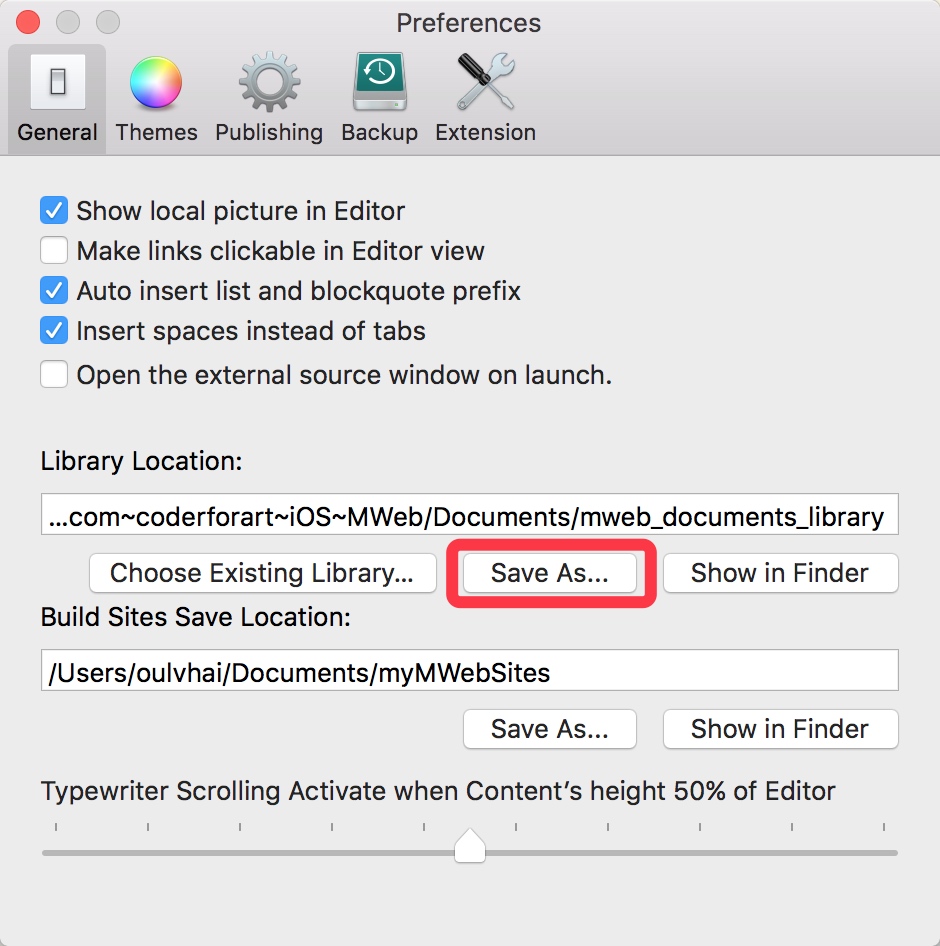 Preferences
General Themes Publishing Backup Extension
Show local picture in Editor
Make links clickable in Editor view
Auto insert list and blockquote prefix
Insert spaces instead of tabs
Open the external source window on launch.
Library Location:
...com~coderforart~iOS~MWeb/Documents/mweb_documents_library
Choose Existing Library... Save As... Show in Finder
Build Sites Save Location:
/Users/oulvhai/Documents/myMWebSites
Save As... Show in Finder
Typewriter Scrolling Activate when Content’s height 50% of Editor